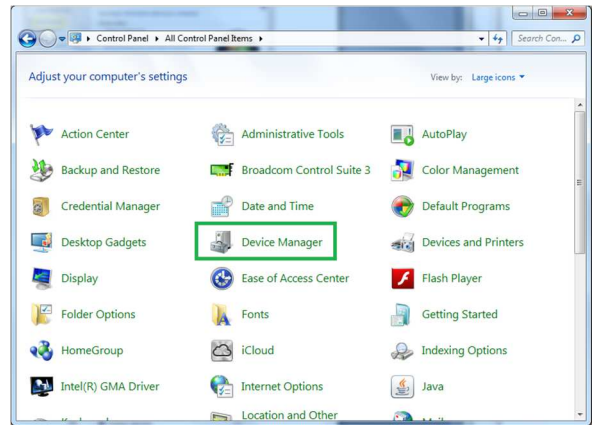 Control Panel ▸ All Control Panel Items ▸ Search Con...
Adjust your computer's settings View by: Large icons
Action Center Administrative Tools AutoPlay
Backup and Restore Broadcom Control Suite 3 Color Management
Credential Manager Date and Time Default Programs
Desktop Gadgets Device Manager Devices and Printers
Display Ease of Access Center Flash Player
Folder Options Fonts Getting Started
HomeGroup iCloud Indexing Options
Intel(R) GMA Driver Internet Options Java
Location and Other